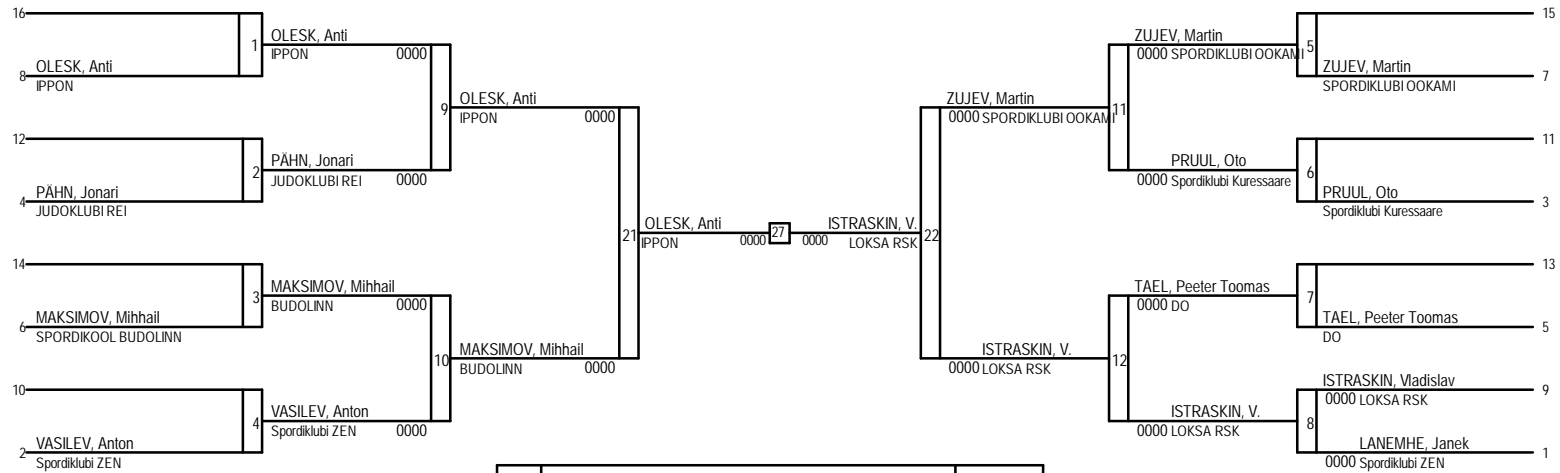 16
1
OLESK, Anti
IPPON 0000
8 OLESK, Anti
IPPON
9
OLESK, Anti
IPPON 0000
12
2
PÄHN, Jonari
JUDOKLUBI REI 0000
4 PÄHN, Jonari
JUDOKLUBI REI
21
OLESK, Anti
IPPON 0000
14
3
MAKSIMOV, Mihhail
BUDOLINN 0000
6 MAKSIMOV, Mihhail
SPORDIKOOL BUDOLINN
10
MAKSIMOV, Mihhail
BUDOLINN 0000
10
4
VASILEV, Anton
Spordiklubi ZEN 0000
2 VASILEV, Anton
Spordiklubi ZEN
27
ISTRASKIN, V.
0000 LOKSA RSK
22
ZUJEV, Martin
0000 SPORDIKLUBI OOKAMI
11
ZUJEV, Martin
0000 SPORDIKLUBI OOKAMI
5
15
ZUJEV, Martin 7
SPORDIKLUBI OOKAMI
PRUUL, Oto
0000 Spordiklubi Kuressaare
6
11
PRUUL, Oto 3
Spordiklubi Kuressaare
ISTRASKIN, V.
0000 LOKSA RSK
12
TAEL, Peeter Toomas
0000 DO
7
13
TAEL, Peeter Toomas 5
DO
ISTRASKIN, V.
0000 LOKSA RSK
8
ISTRASKIN, Vladislav 9
0000 LOKSA RSK
LANEMHE, Janek 1
0000 Spordiklubi ZEN